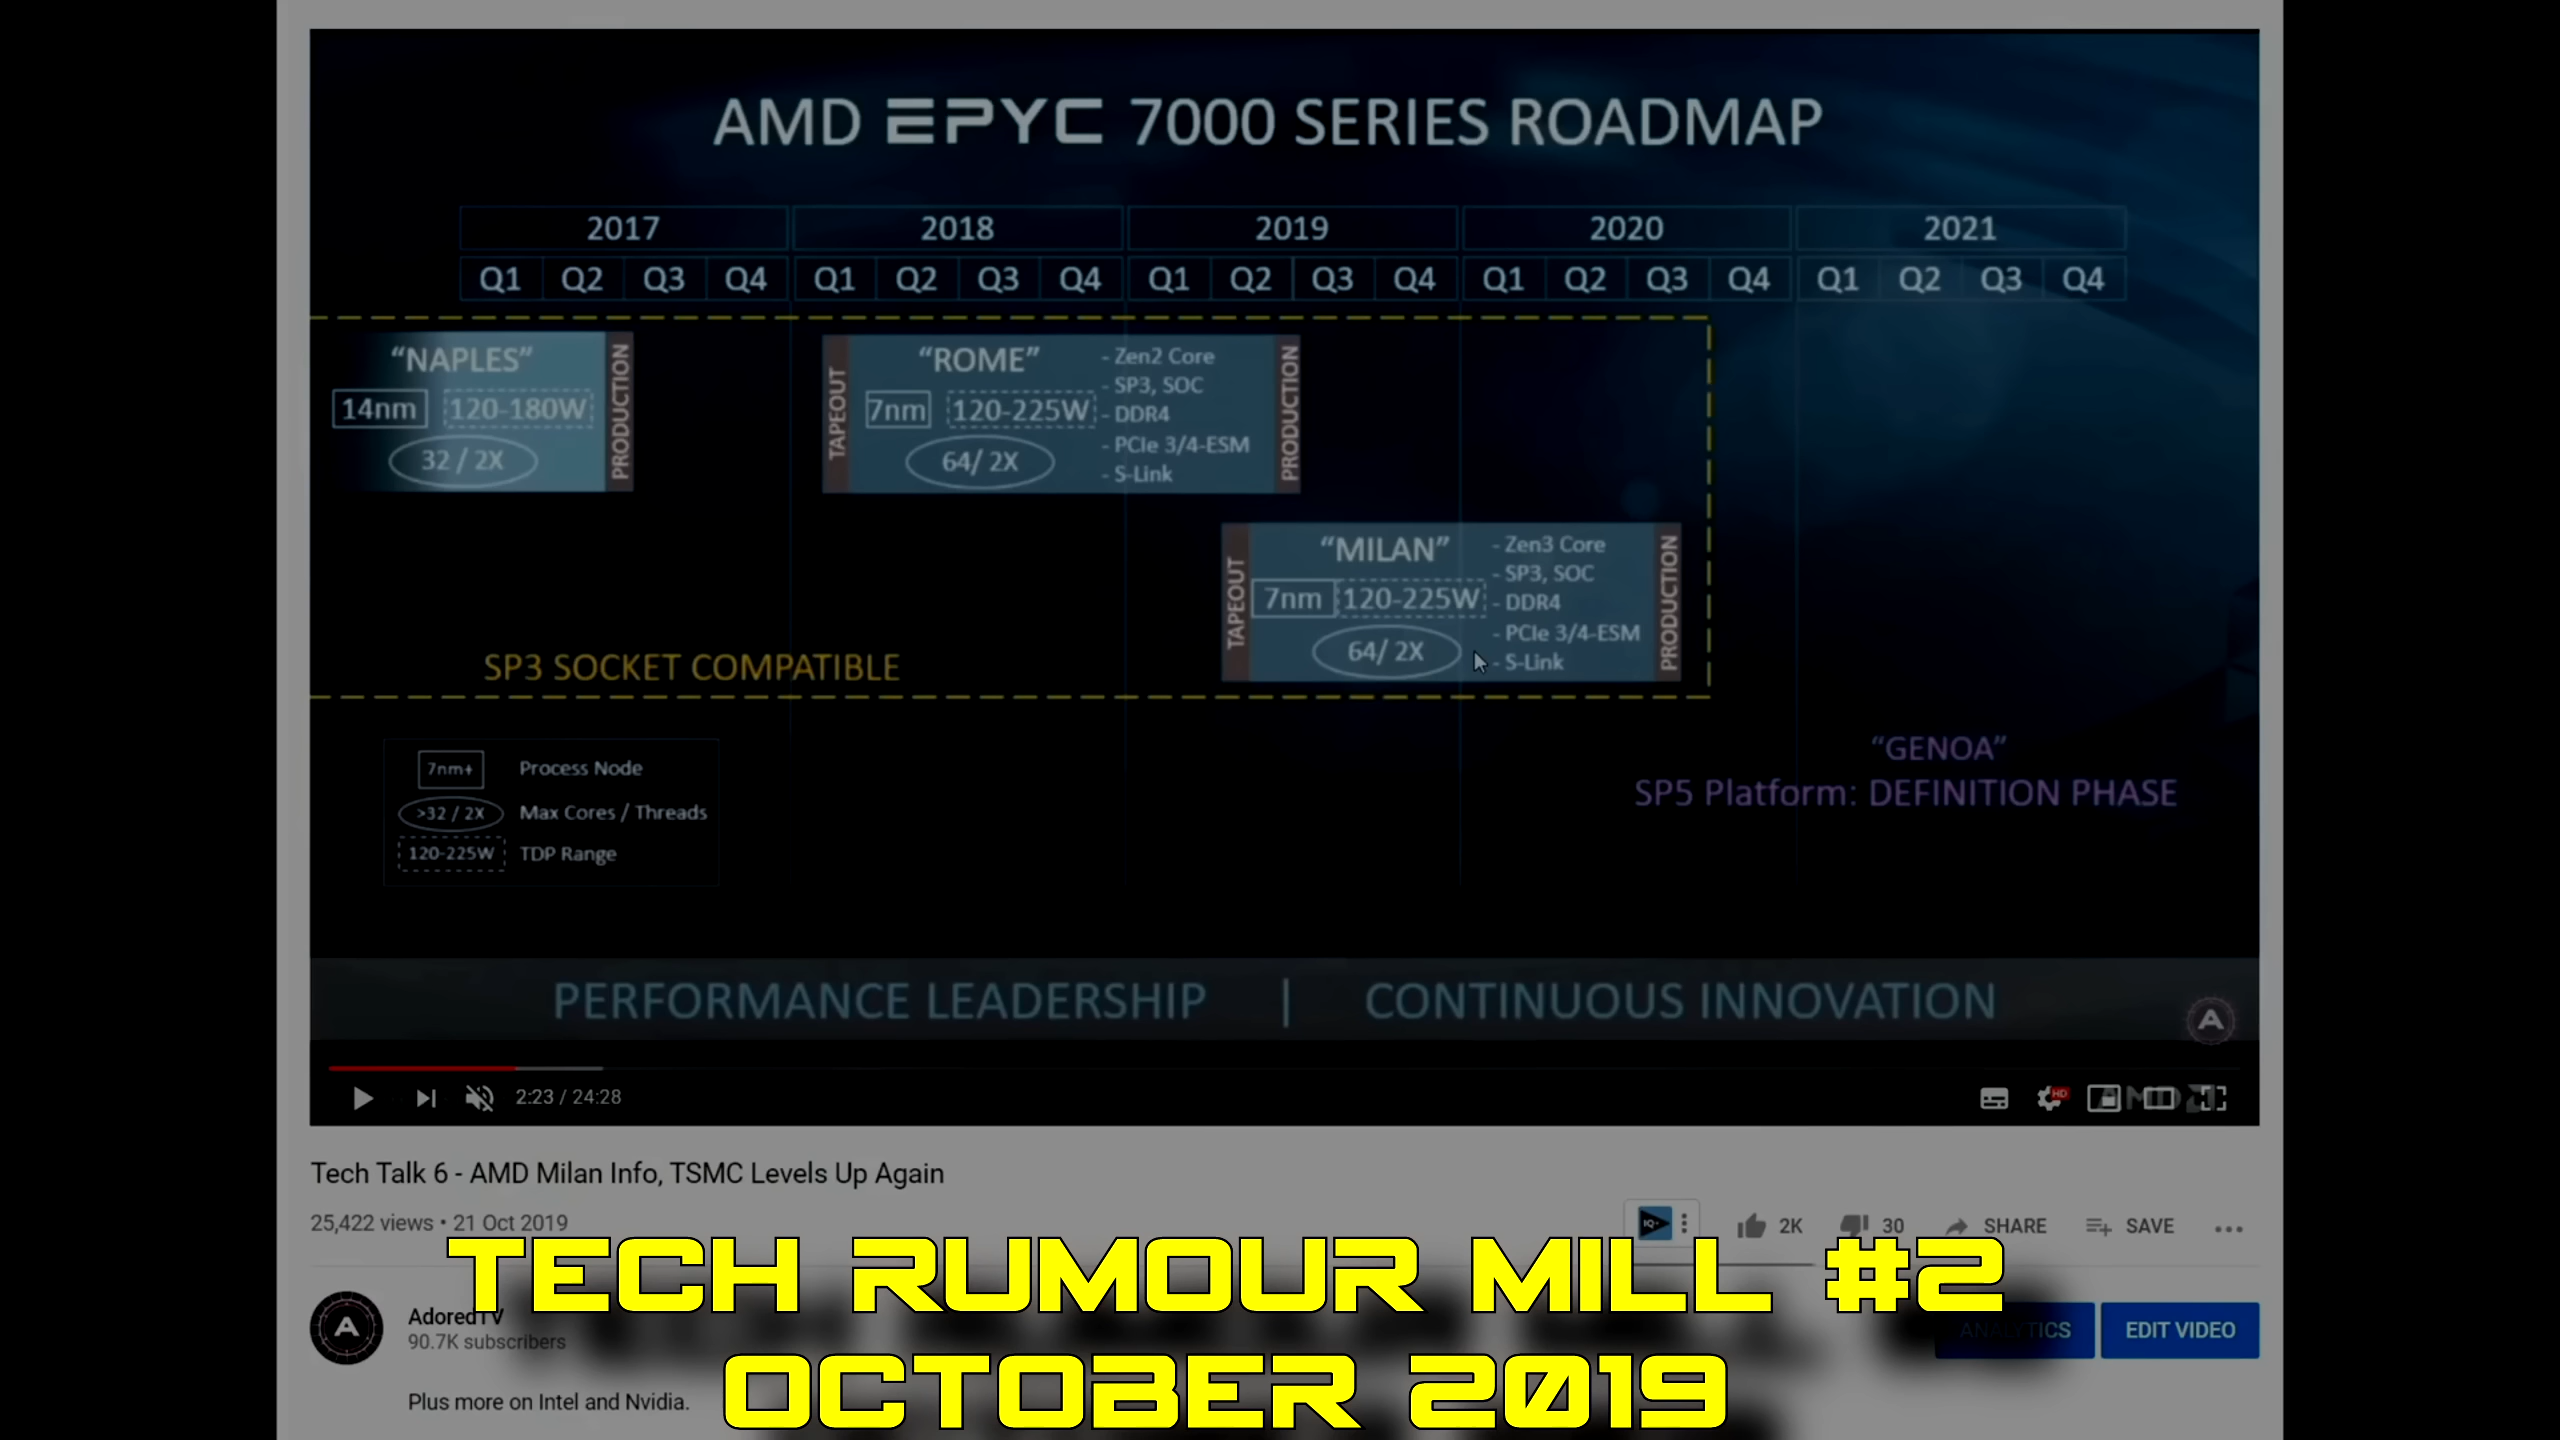 AMD EPYC 7000 SERIES ROADMAP
2017 2018 2019 2020 2021
Q1 Q2 Q3 Q4 Q1 Q2 Q3 Q4 Q1 Q2 Q3 Q4 Q1 Q2 Q3 Q4 Q1 Q2 Q3 Q4
“NAPLES”
14nm 120-180W
32 / 2X
PRODUCTION
TAPEOUT
“ROME”
7nm 120-225W
64/ 2X
- Zen2 Core
- SP3, SOC
- DDR4
- PCIe 3/4-ESM
- S-Link
PRODUCTION
TAPEOUT
“MILAN”
7nm 120-225W
64/ 2X
- Zen3 Core
- SP3, SOC
- DDR4
- PCIe 3/4-ESM
- S-Link
PRODUCTION
SP3 SOCKET COMPATIBLE
7nm+ Process Node
>32 / 2X Max Cores / Threads
120-225W TDP Range
“GENOA”
SP5 Platform: DEFINITION PHASE
PERFORMANCE LEADERSHIP | CONTINUOUS INNOVATION
A
2:23 / 24:28
HD
Tech Talk 6 - AMD Milan Info, TSMC Levels Up Again
25,422 views • 21 Oct 2019
IQ 2K 30 SHARE SAVE
TECH RUMOUR MILL #2
OCTOBER 2019
A
AdoredTV
90.7K subscribers
ANALYTICS EDIT VIDEO
Plus more on Intel and Nvidia.